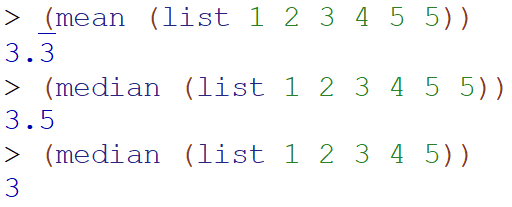 > (mean (list 1 2 3 4 5 5))
3.3
> (median (list 1 2 3 4 5 5))
3.5
> (median (list 1 2 3 4 5))
3